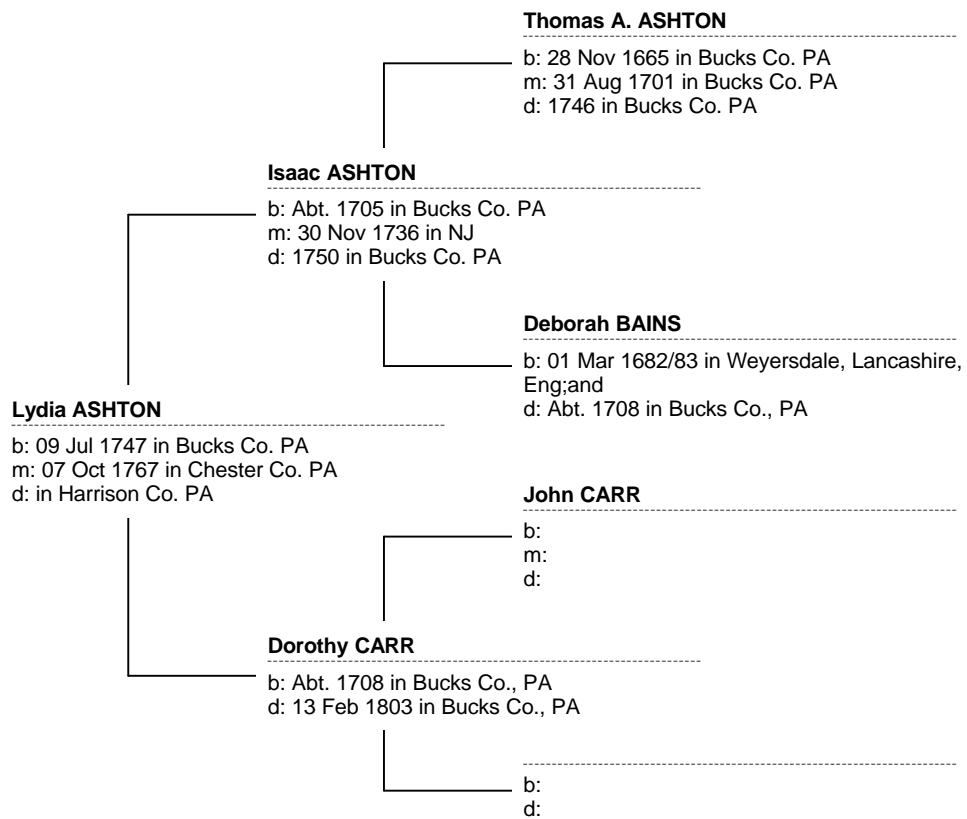 Thomas A. ASHTON
b: 28 Nov 1665 in Bucks Co. PA
m: 31 Aug 1701 in Bucks Co. PA
d: 1746 in Bucks Co. PA
Isaac ASHTON
b: Abt. 1705 in Bucks Co. PA
m: 30 Nov 1736 in NJ
d: 1750 in Bucks Co. PA
Deborah BAINS
b: 01 Mar 1682/83 in Weyersdale, Lancashire,
Eng;and
d: Abt. 1708 in Bucks Co., PA
Lydia ASHTON
b: 09 Jul 1747 in Bucks Co. PA
m: 07 Oct 1767 in Chester Co. PA
d: in Harrison Co. PA
John CARR
b:
m:
d:
Dorothy CARR
b: Abt. 1708 in Bucks Co., PA
d: 13 Feb 1803 in Bucks Co., PA
b:
d: